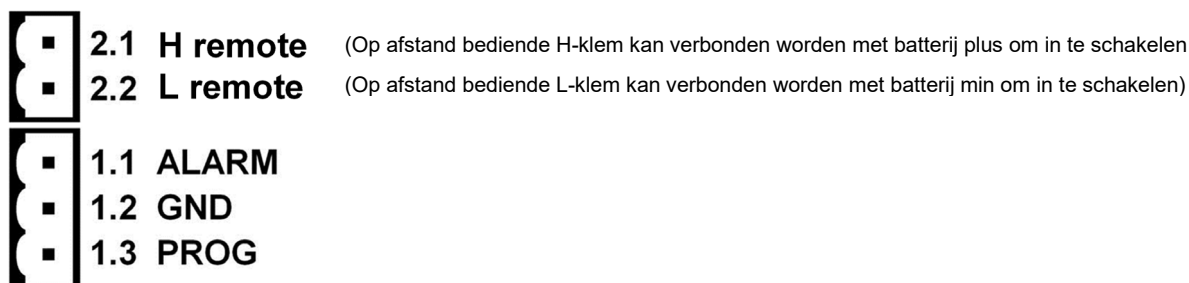 2.1 H remote (Op afstand bediende H-klem kan verbonden worden met batterij plus om in te schakelen
2.2 L remote (Op afstand bediende L-klem kan verbonden worden met batterij min om in te schakelen)
1.1 ALARM
1.2 GND
1.3 PROG